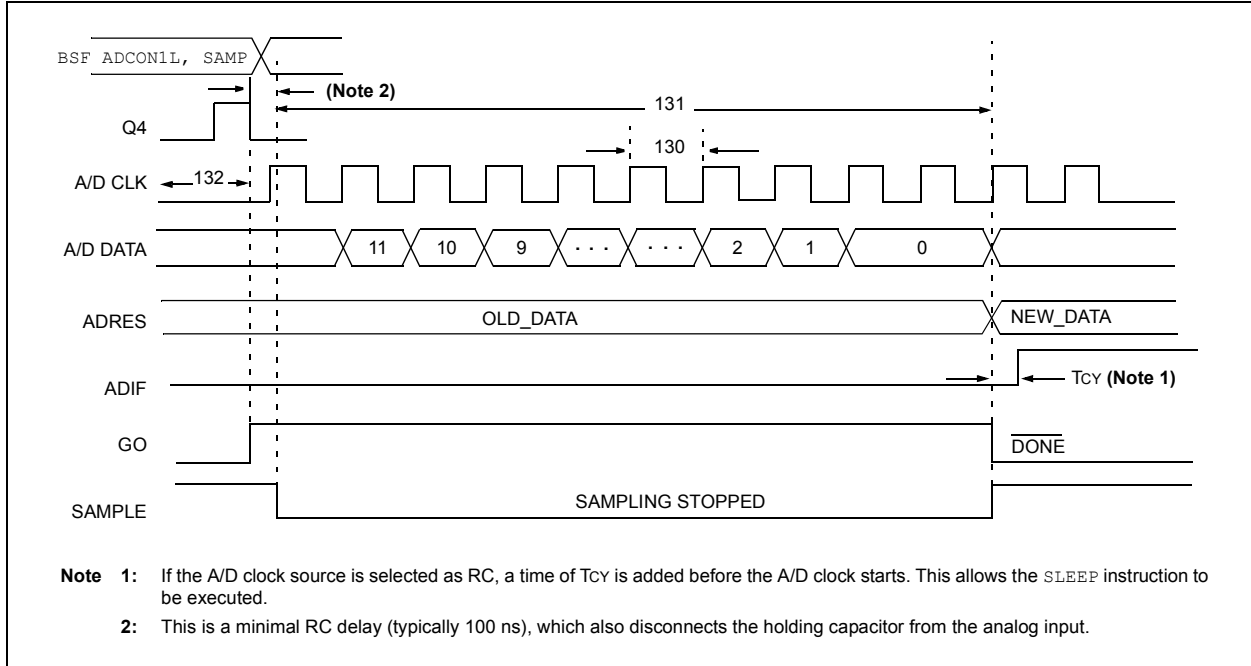 BSF ADCON1L, SAMP
(Note 2)
131
Q4
130
A/D CLK
132
A/D DATA
11 10 9 · · · · · · 2 1 0
ADRES
OLD_DATA
NEW_DATA
ADIF
TCY (Note 1)
GO
DONE
SAMPLE
SAMPLING STOPPED
Note 1: If the A/D clock source is selected as RC, a time of TCY is added before the A/D clock starts. This allows the SLEEP instruction to
be executed.
2: This is a minimal RC delay (typically 100 ns), which also disconnects the holding capacitor from the analog input.